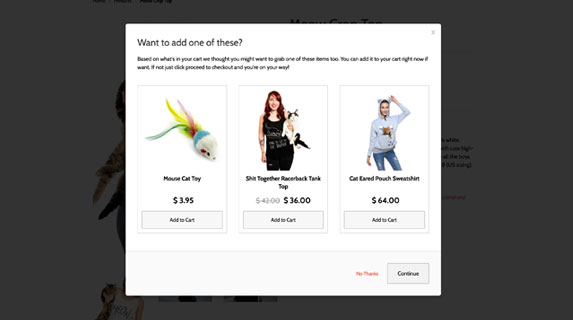 Home
Meow Crop Top
x
Want to add one of these?
Based on what's in your cart we thought you might want to grab one of these items too. You can add it to your cart right now if
want. If not just click proceed to checkout and you're on your way!
Mouse Cat Toy
$ 3.95
Add to Cart
Shit Together Racerback Tank
Top
$ 42.00 $ 36.00
Add to Cart
Cat Eared Pouch Sweatshirt
$ 64.00
Add to Cart
No Thanks
Continue